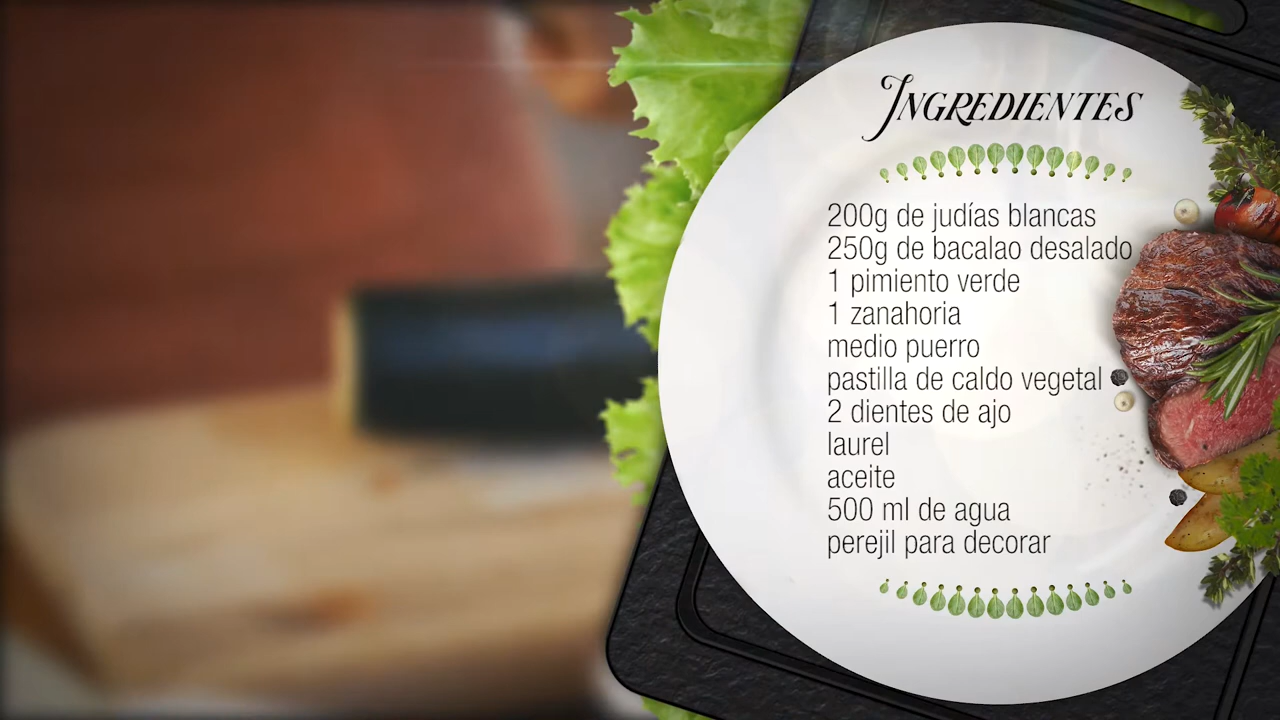 INGREDIENTES
200g de judías blancas
250g de bacalao desalado
1 pimiento verde
1 zanahoria
medio puerro
pastilla de caldo vegetal
2 dientes de ajo
laurel
aceite
500 ml de agua
perejil para decorar